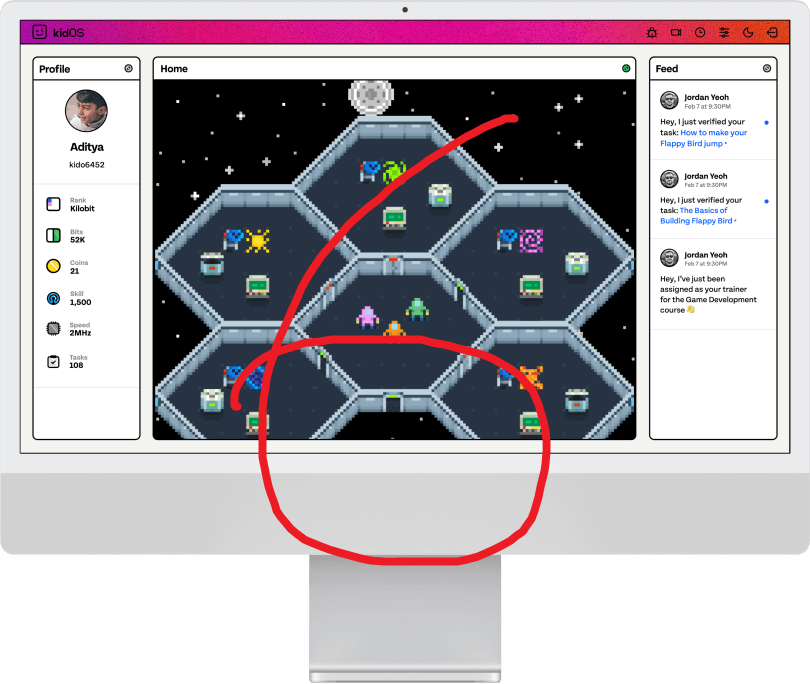 kidOS
Profile
Aditya
kido6452
Rank
Kilobit
Bits
52K
Coins
21
Skill
1,500
Speed
2MHz
Tasks
108
Home
Feed
Jordan Yeoh
Feb 7 at 9:30PM
Hey, I just verified your
task: How to make your
Flappy Bird jump
Jordan Yeoh
Feb 7 at 9:30PM
Hey, I just verified your
task: The Basics of
Building Flappy Bird
Jordan Yeoh
Feb 7 at 9:30PM
Hey, I've just been
assigned as your trainer
for the Game Development
course 👋